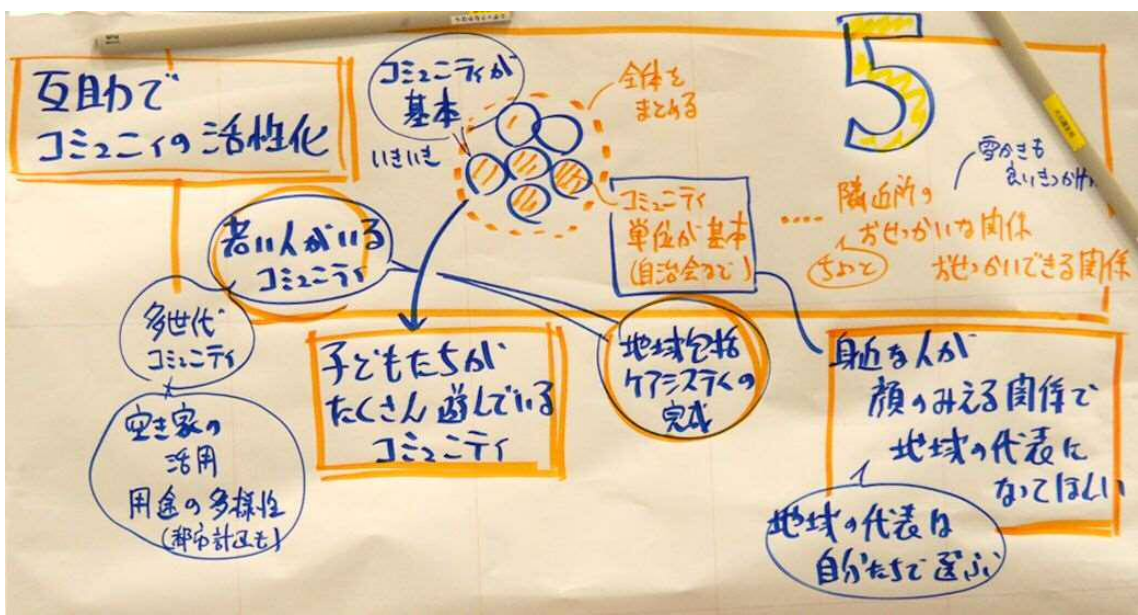 互助で
コミュニティの活性化
コミュニティが
基本
いきいき
全体を
まとめる
5
コミュニティ
単位が基本
(自治会など)
雪かきも
良いきっかけ
隣近所の
おせっかいな関係
ちょっと
おせっかいできる関係
若い人がいる
コミュニティ
多世代
コミュニティ
空き家の
活用
用途の多様性
(都市計画も)
子どもたちが
たくさん遊んでいる
コミュニティ
地域包括
ケアシステムの
完成
身近な人が
顔のみえる関係で
地域の代表に
なってほしい
地域の代表は
自分たちで選ぶ